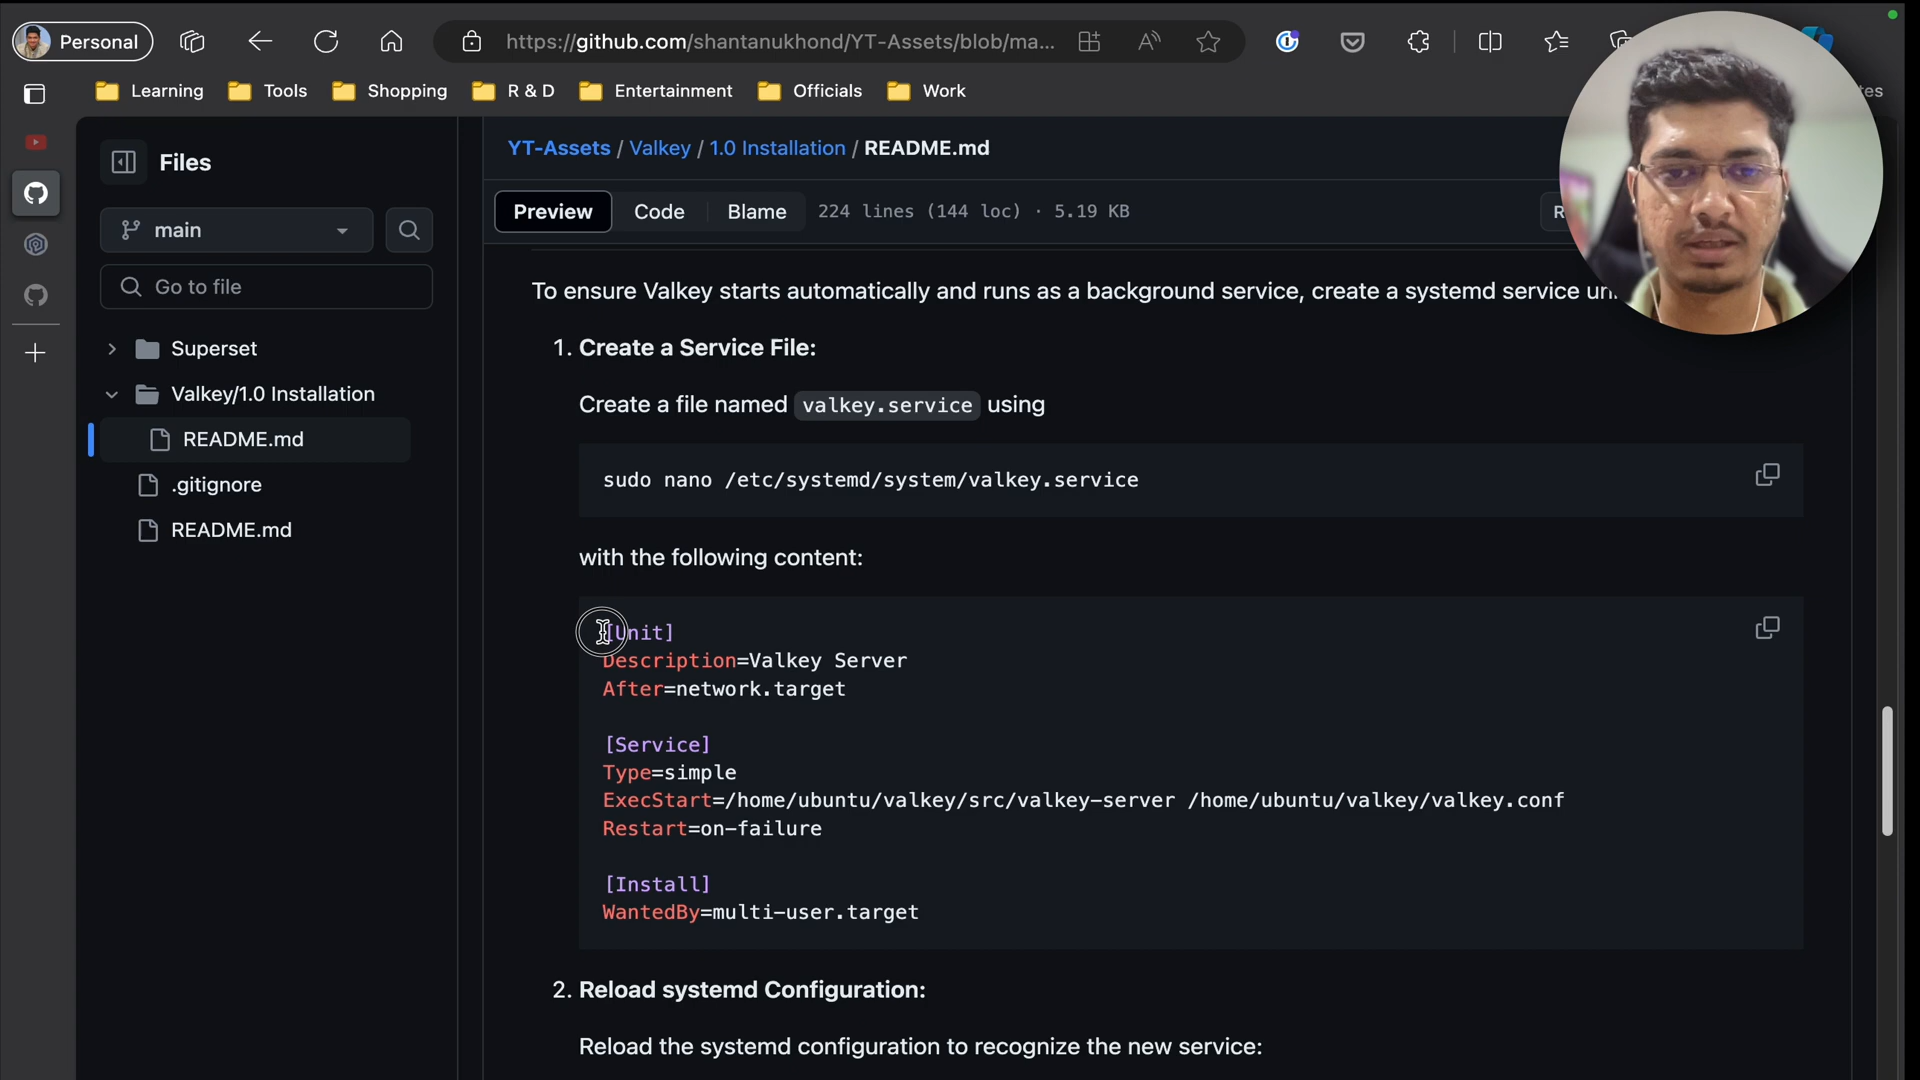 Personal
https://github.com/shantanukhond/YT-Assets/blob/ma...
Learning
Tools
Shopping
R & D
Entertainment
Officials
Work
Files
main
Go to file
Superset
Valkey/1.0 Installation
README.md
.gitignore
README.md
YT-Assets / Valkey / 1.0 Installation / README.md
Preview
Code
Blame
224 lines (144 loc) · 5.19 KB
To ensure Valkey starts automatically and runs as a background service, create a systemd service
1. Create a Service File:
Create a file named valkey.service using
sudo nano /etc/systemd/system/valkey.service
with the following content:
[Unit]
Description=Valkey Server
After=network.target
[Service]
Type=simple
ExecStart=/home/ubuntu/valkey/src/valkey-server /home/ubuntu/valkey/valkey.conf
Restart=on-failure
[Install]
WantedBy=multi-user.target
2. Reload systemd Configuration:
Reload the systemd configuration to recognize the new service: